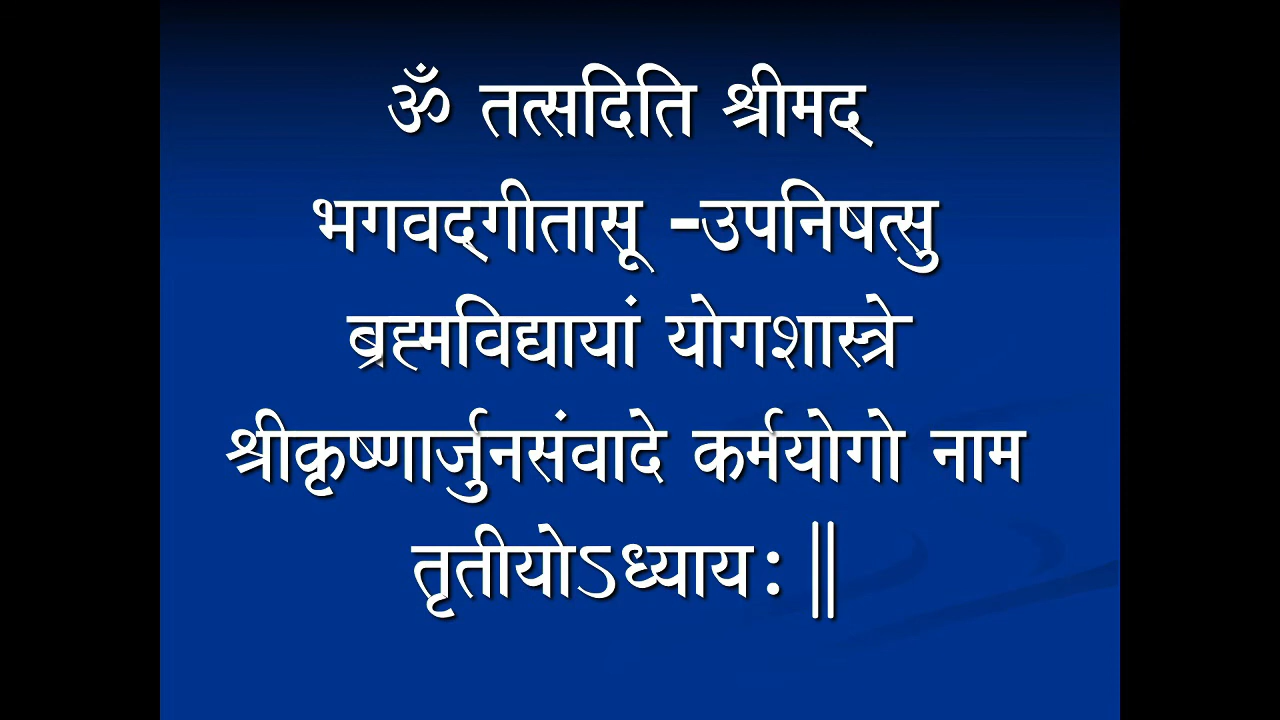 ॐ तत्सदिति श्रीमद्
भगवद्‌गीतासू -उपनिषत्सु
ब्रह्मविद्यायां योगशास्त्रे
श्रीकृष्णार्जुनसंवादे कर्मयोगो नाम
तृतीयोऽध्याय: ||